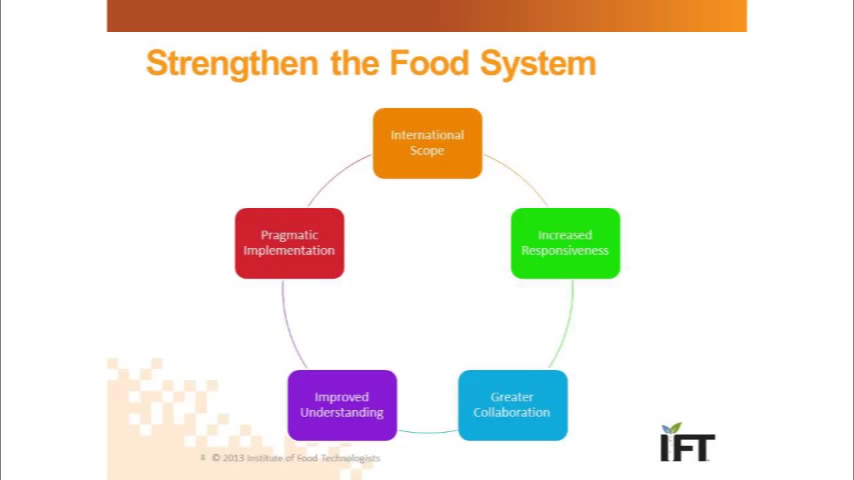 Strengthen the Food System
International
Scope
Pragmatic
Implementation
Increased
Responsiveness
Improved
Understanding
Greater
Collaboration
IFT
© 2013 Institute of Food Technologists